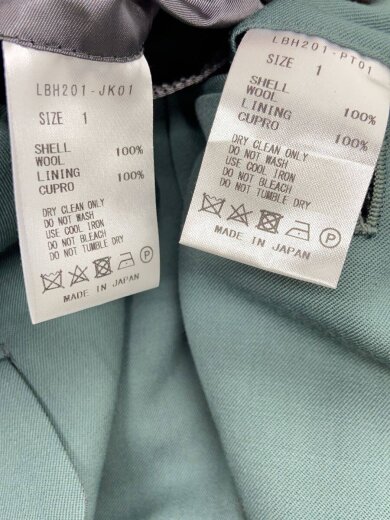 LBH201-JK01
SIZE 1
SHELL
WOOL 100%
LINING
CUPRO 100%
DRY CLEAN ONLY
DO NOT WASH
USE COOL IRON
DO NOT BLEACH
DO NOT TUMBLE DRY
P
MADE IN JAPAN
LBH201-PT01
SIZE 1
SHELL
WOOL 100%
LINING
CUPRO 100%
DRY CLEAN ONLY
DO NOT WASH
USE COOL IRON
DO NOT BLEACH
DO NOT TUMBLE DRY
P
MADE IN JAPAN